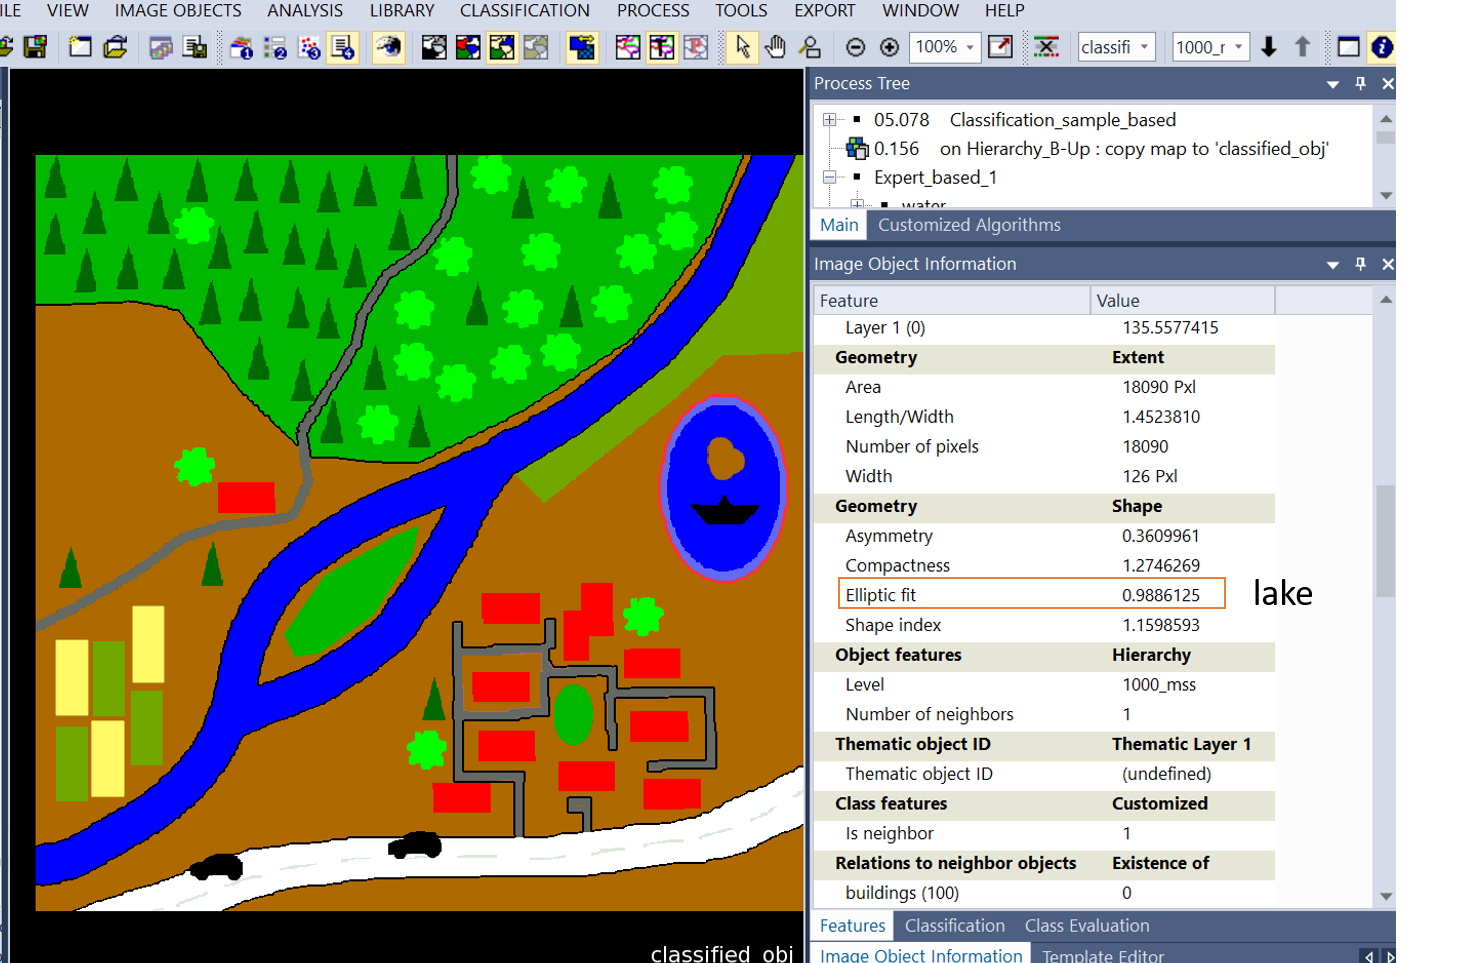 ILE VIEW IMAGE OBJECTS ANALYSIS LIBRARY CLASSIFICATION PROCESS TOOLS EXPORT WINDOW HELP
100% classifi 1000_r
Process Tree
05.078 Classification_sample_based
0.156 on Hierarchy_B-Up : copy map to 'classified_obj'
Expert_based_1
water
Main Customized Algorithms
Image Object Information
Feature Value
Layer 1 (0) 135.5577415
Geometry Extent
Area 18090 Pxl
Length/Width 1.4523810
Number of pixels 18090
Width 126 Pxl
Geometry Shape
Asymmetry 0.3609961
Compactness 1.2746269
Elliptic fit 0.9886125 lake
Shape index 1.1598593
Object features Hierarchy
Level 1000_mss
Number of neighbors 1
Thematic object ID Thematic Layer 1
Thematic object ID (undefined)
Class features Customized
Is neighbor 1
Relations to neighbor objects Existence of
buildings (100) 0
Features Classification Class Evaluation
classified_obj
Image Object Information Template Editor